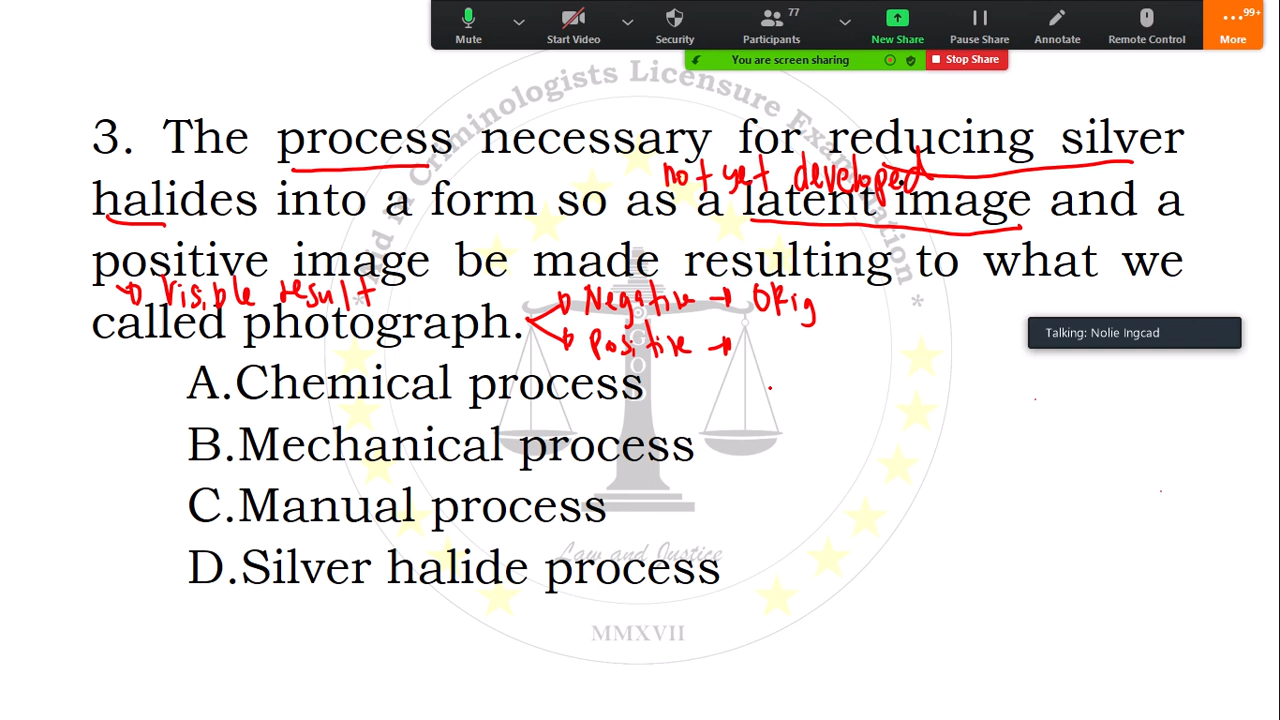 99+
77
Mute
Start Video
Security
Participants
New Share
Pause Share
Annotate
Remote Control
More
You are screen sharing
Stop Share
Criminologists Licensure Examination
3. The process necessary for reducing silver
not yet developed
halides into a form so as a latent image and a
positive image be made resulting to what we
Visible result
Negative → ORig
called photograph.
Positive →
Talking: Nolie Ingcad
A.Chemical process
B.Mechanical process
C.Manual process
D.Silver halide process
Law and Justice
MMXVII